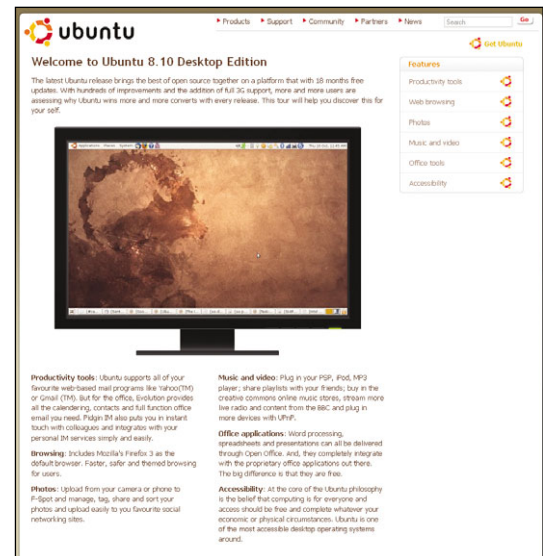 ubuntu
Products Support Community Partners News Search Go
Get Ubuntu
Welcome to Ubuntu 8.10 Desktop Edition
The latest Ubuntu release brings the best of open source together on a platform that with 18 months free
updates. With hundreds of improvements and the addition of full 3G support, more and more users are
assessing why Ubuntu wins more and more converts with every release. This tour will help you discover this for
your self.
Features
Productivity tools
Web browsing
Photos
Music and video
Office tools
Accessibility
Applications Places System
Productivity tools: Ubuntu supports all of your
favourite web-based mail programs like Yahoo(TM)
or Gmail (TM). But for the office, Evolution provides
all the calendering, contacts and full function office
email you need. Pidgin IM also puts you in instant
touch with colleagues and integrates with your
personal IM services simply and easily.
Browsing: Includes Mozilla's Firefox 3 as the
default browser. Faster, safer and themed browsing
for users.
Photos: Upload from your camera or phone to
F-Spot and manage, tag, share and sort your
photos and upload easily to you favourite social
networking sites.
Music and video: Plug in your PSP, iPod, MP3
player; share playlists with your friends; buy in the
creative commons online music stores, stream more
live radio and content from the BBC and plug in
more devices with UPnP.
Office applications: Word processing,
spreadsheets and presentations can all be delivered
through Open Office. And, they completely integrate
with the proprietary office applications out there.
The big difference is that they are free.
Accessibility: At the core of the Ubuntu philosophy
is the belief that computing is for everyone and
access should be free and complete whatever your
economic or physical circumstances. Ubuntu is one
of the most accessible desktop operating systems
around.